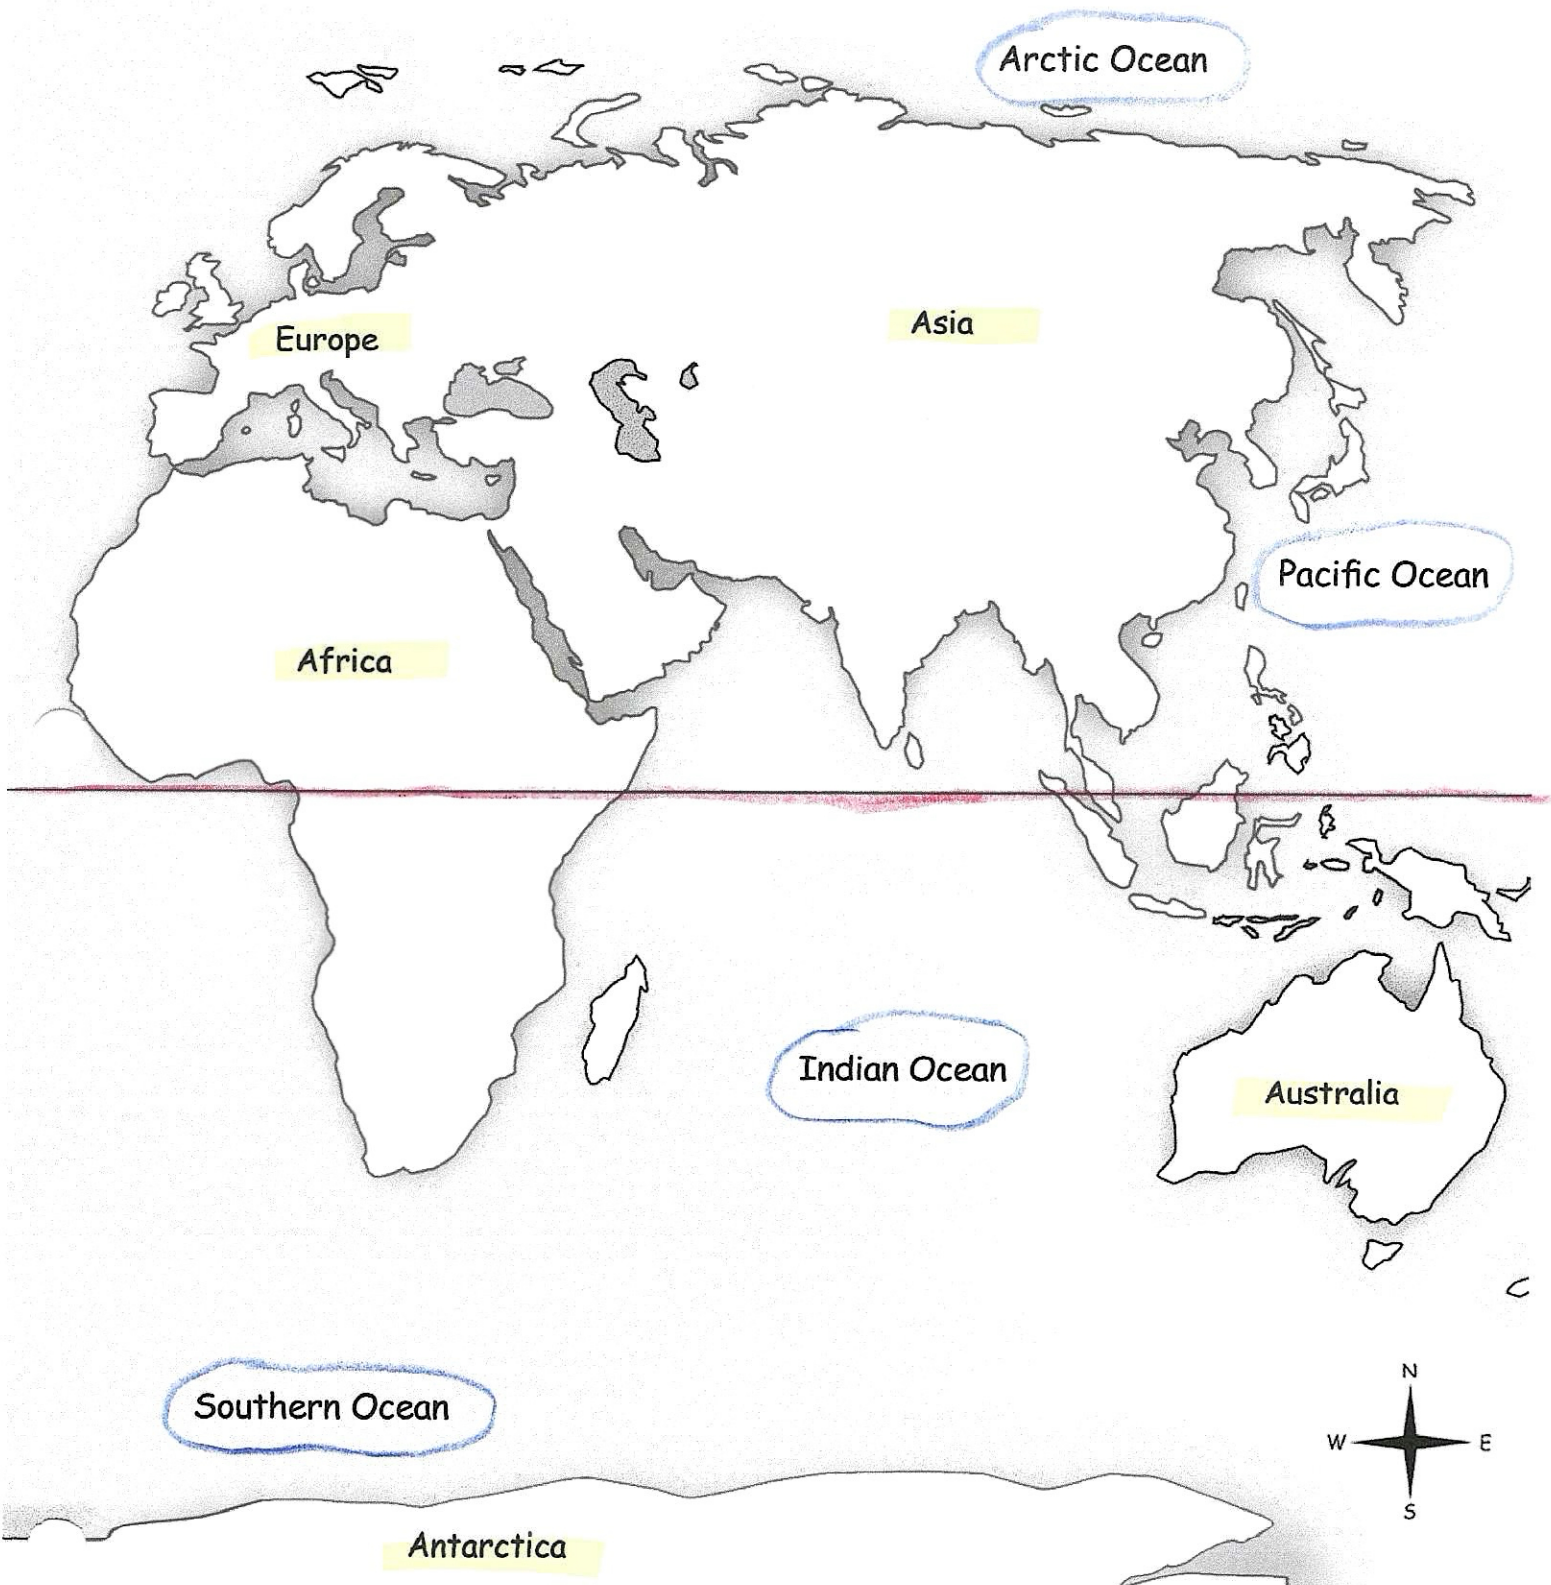 Arctic Ocean
Europe
Asia
Pacific Ocean
Africa
Indian Ocean
Australia
Southern Ocean
N
W
E
S
Antarctica